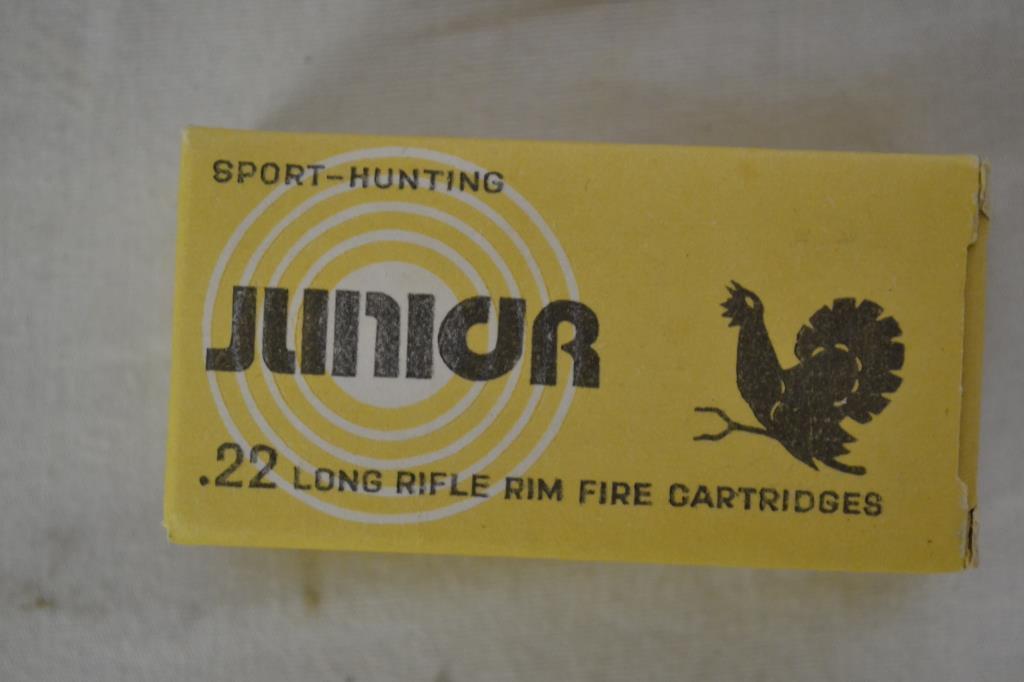 SPORT-HUNTING
JUNIOR
.22 LONG RIFLE RIM FIRE CARTRIDGES